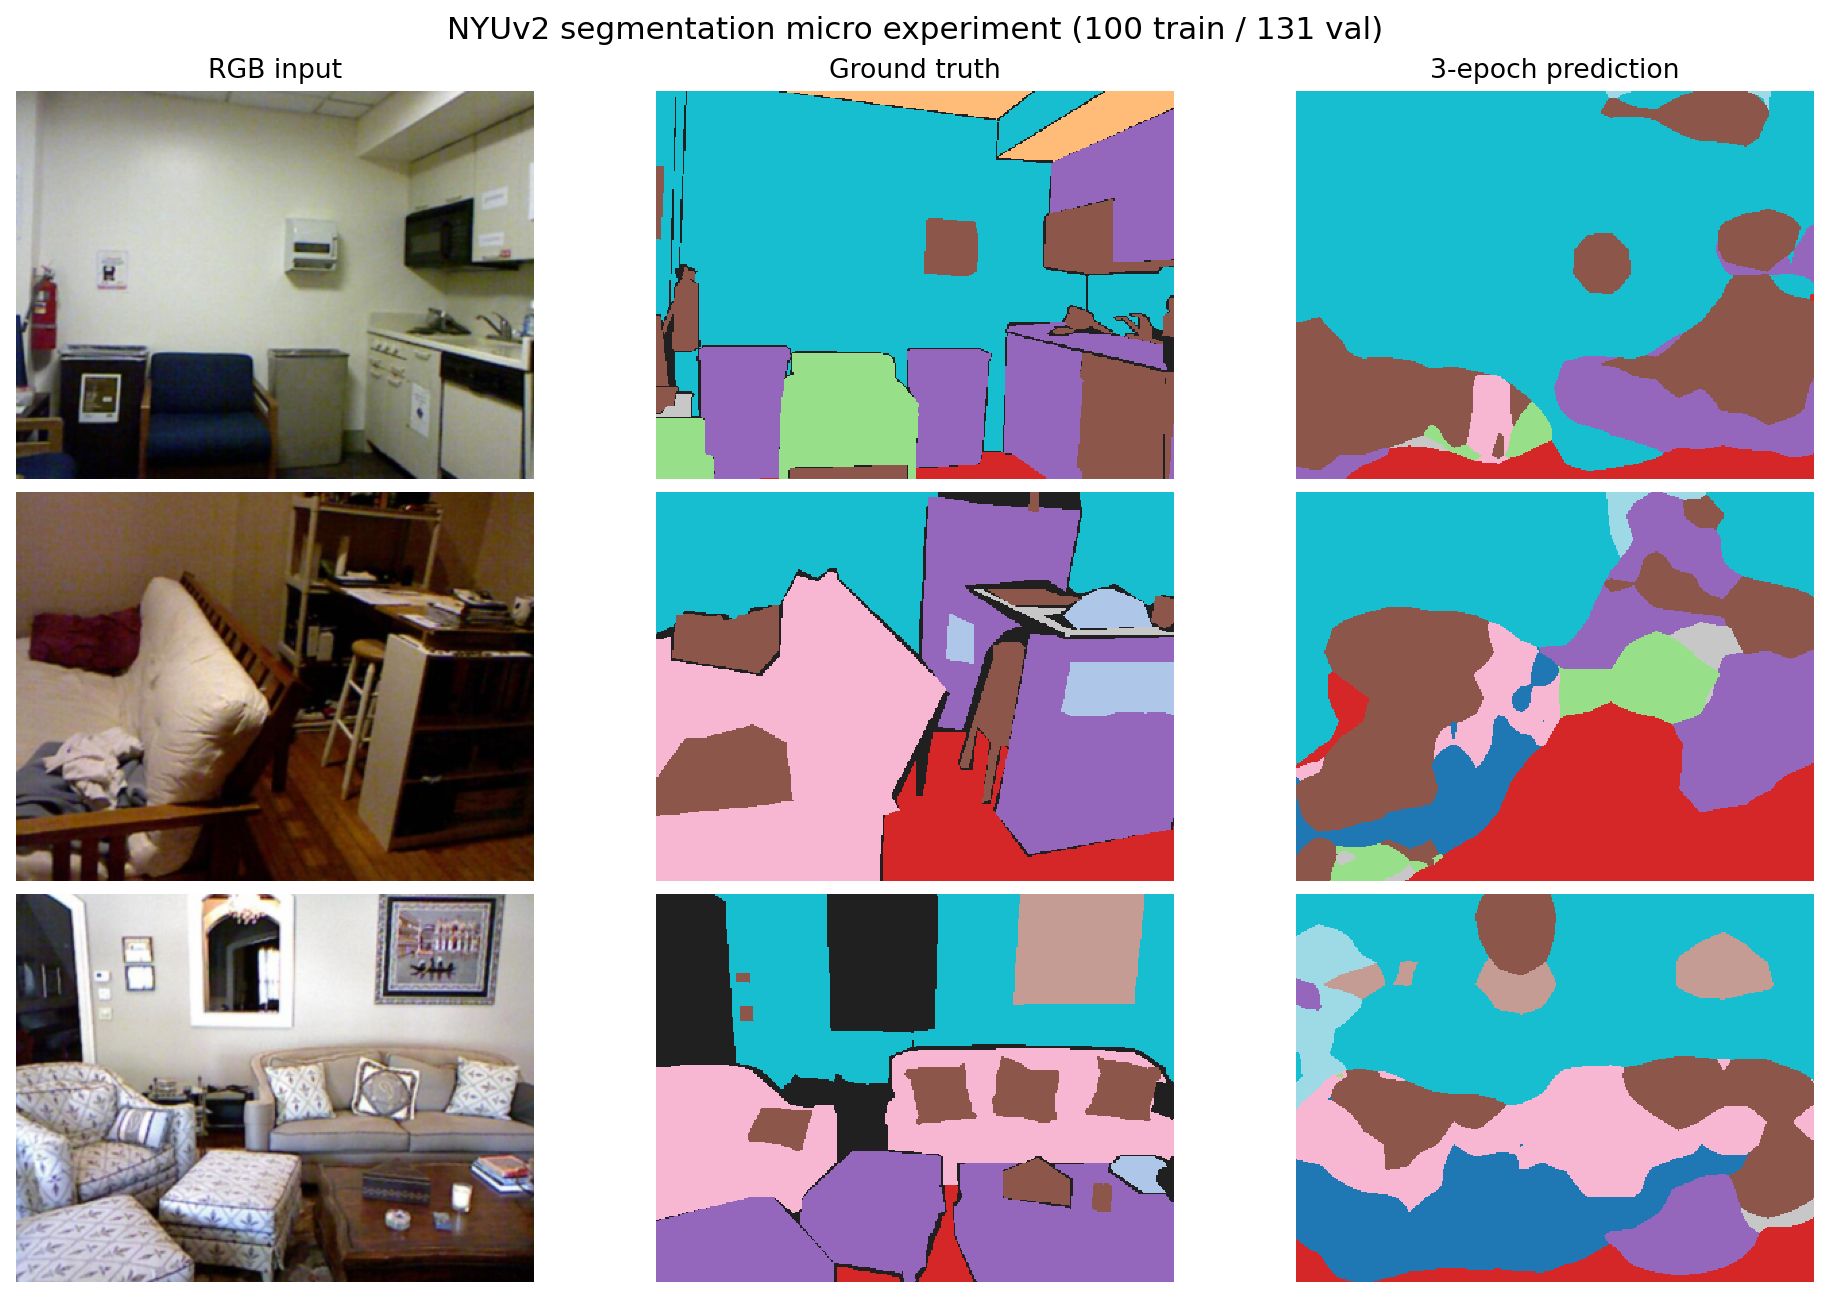 NYUv2 segmentation micro experiment (100 train / 131 val)
RGB input
Ground truth
3-epoch prediction